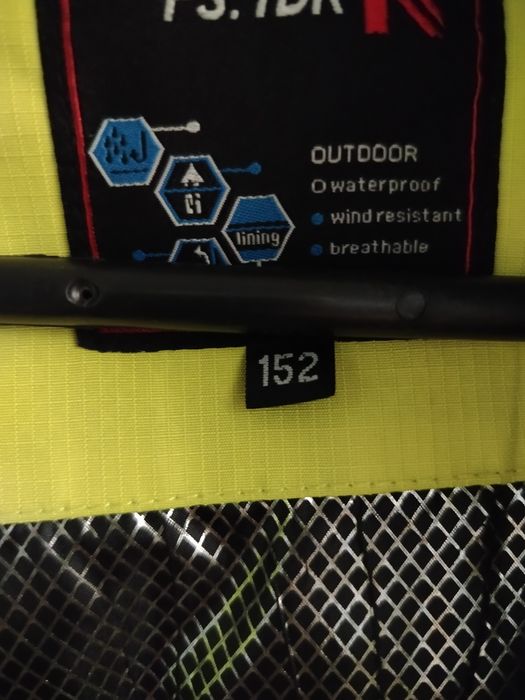 OUTDOOR
waterproof
wind resistant
breathable
lining
152